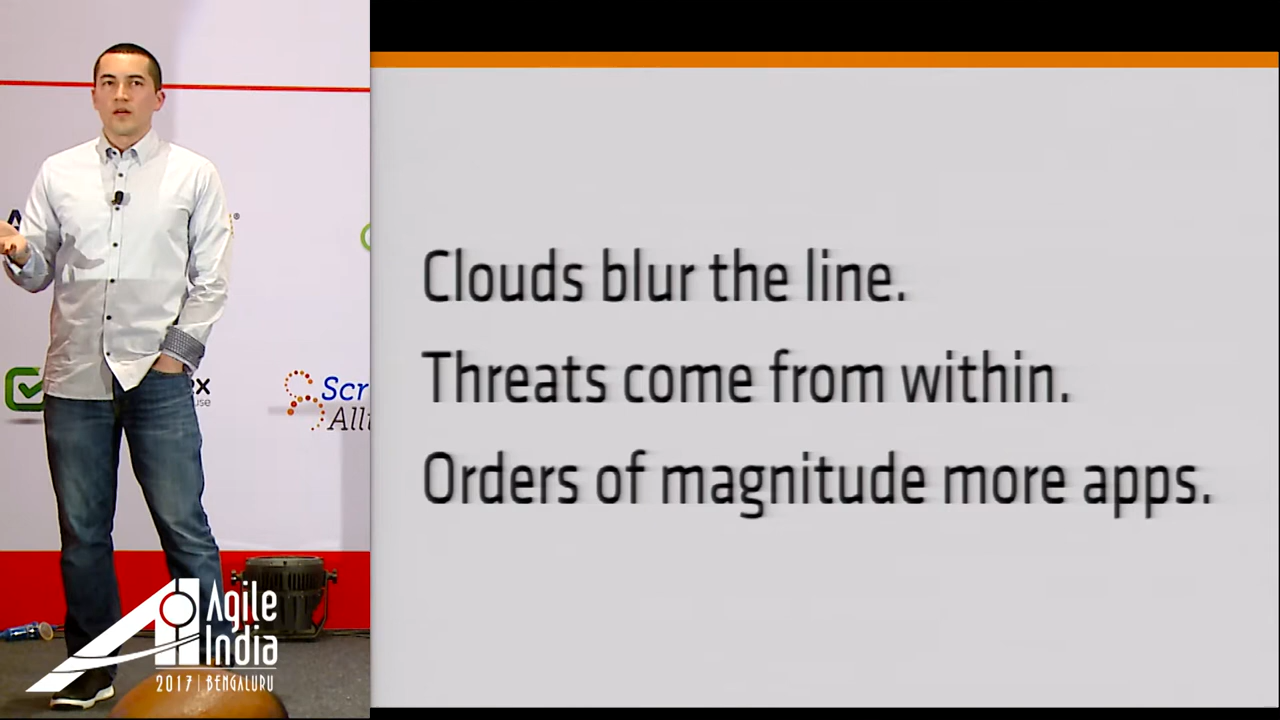 Clouds blur the line.
Threats come from within.
Orders of magnitude more apps.
Agile
India
2017 | BENGALURU